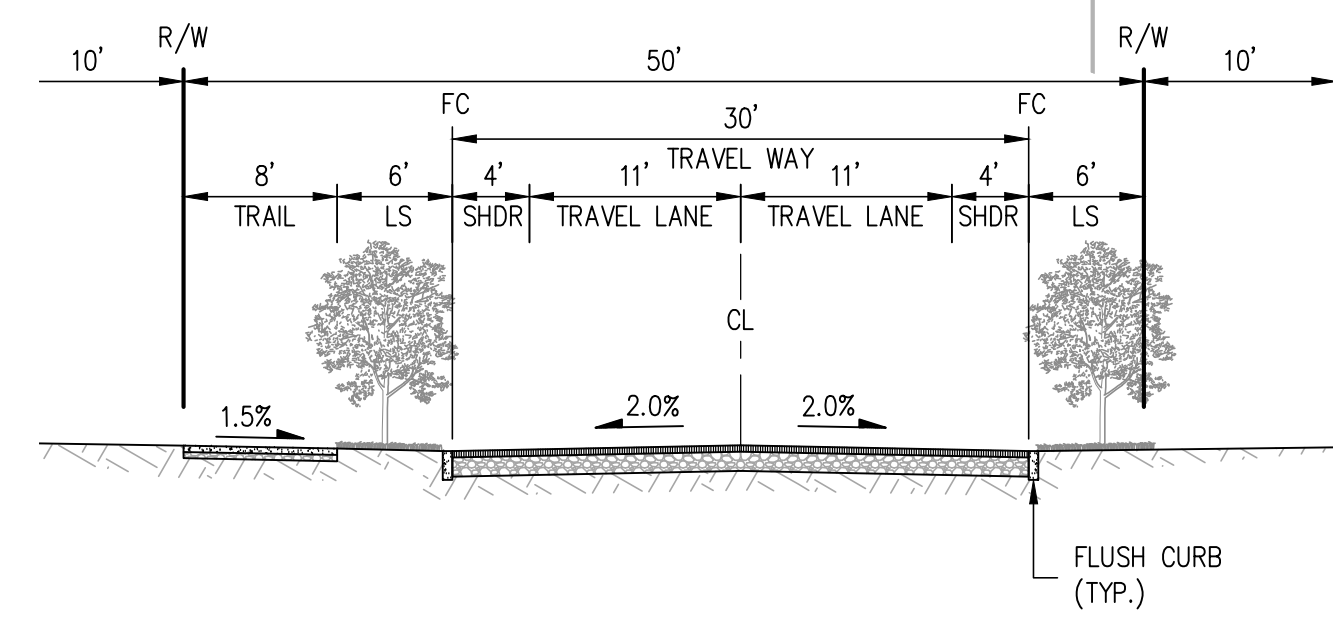 R/W R/W
10' 50' 10'
FC FC
30'
TRAVEL WAY
8' 6' 4' 11' 11' 4' 6'
TRAIL LS SHDR TRAVEL LANE TRAVEL LANE SHDR LS
CL
1.5% 2.0% 2.0%
FLUSH CURB
(TYP.)